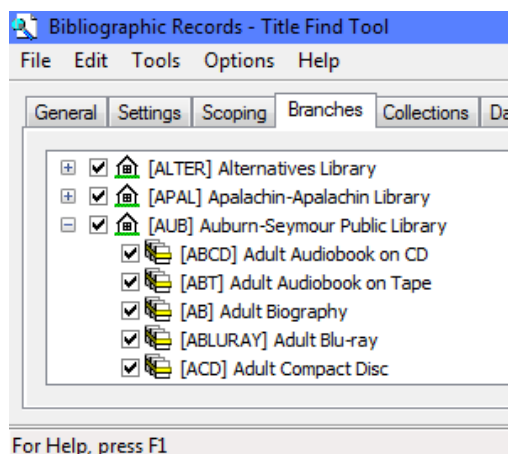 Bibliographic Records - Title Find Tool
File Edit Tools Options Help
General Settings Scoping Branches Collections
[ALTER] Alternatives Library
[APAL] Apalachin-Apalachin Library
[AUB] Auburn-Seymour Public Library
[ABCD] Adult Audiobook on CD
[ABT] Adult Audiobook on Tape
[AB] Adult Biography
[ABLURAY] Adult Blu-ray
[ACD] Adult Compact Disc
For Help, press F1